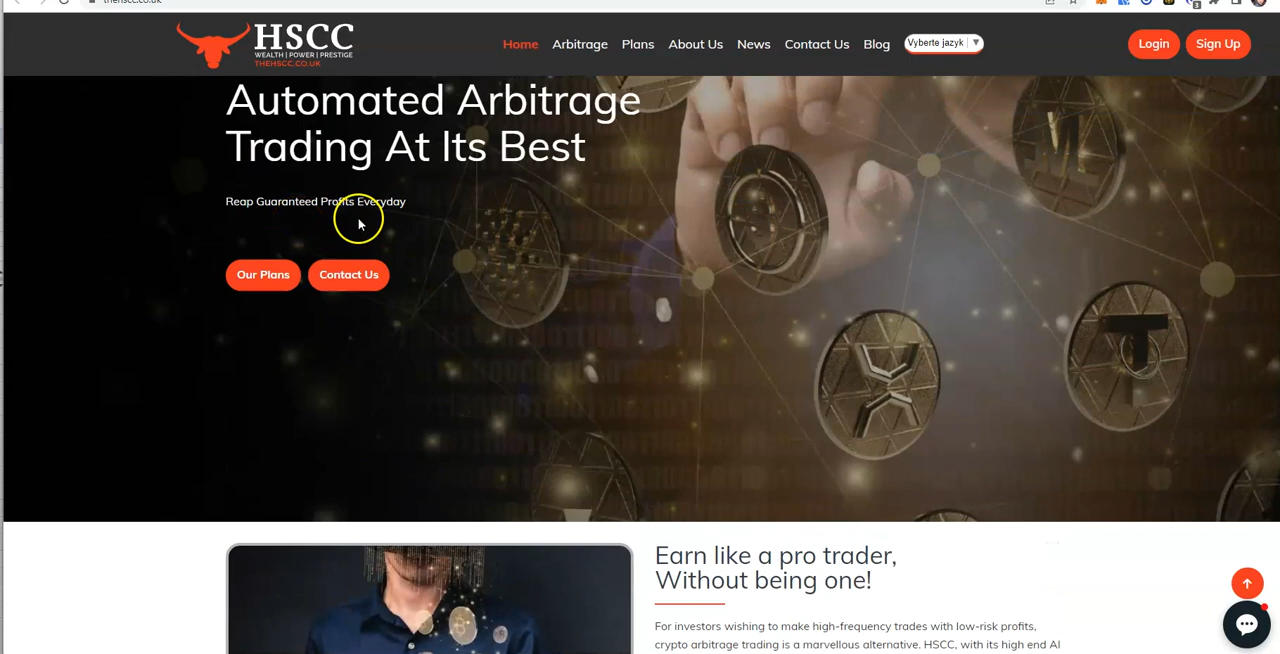 thehscc.co.uk
HSCC
WEALTH | POWER | PRESTIGE
THEHSCC.CO.UK
Home Arbitrage Plans About Us News Contact Us Blog Vyberte jazyk ▼ Login Sign Up
Automated Arbitrage
Trading At Its Best
Reap Guaranteed Profits Everyday
Our Plans Contact Us
Earn like a pro trader,
Without being one!
For investors wishing to make high-frequency trades with low-risk profits,
crypto arbitrage trading is a marvellous alternative. HSCC, with its high end AI